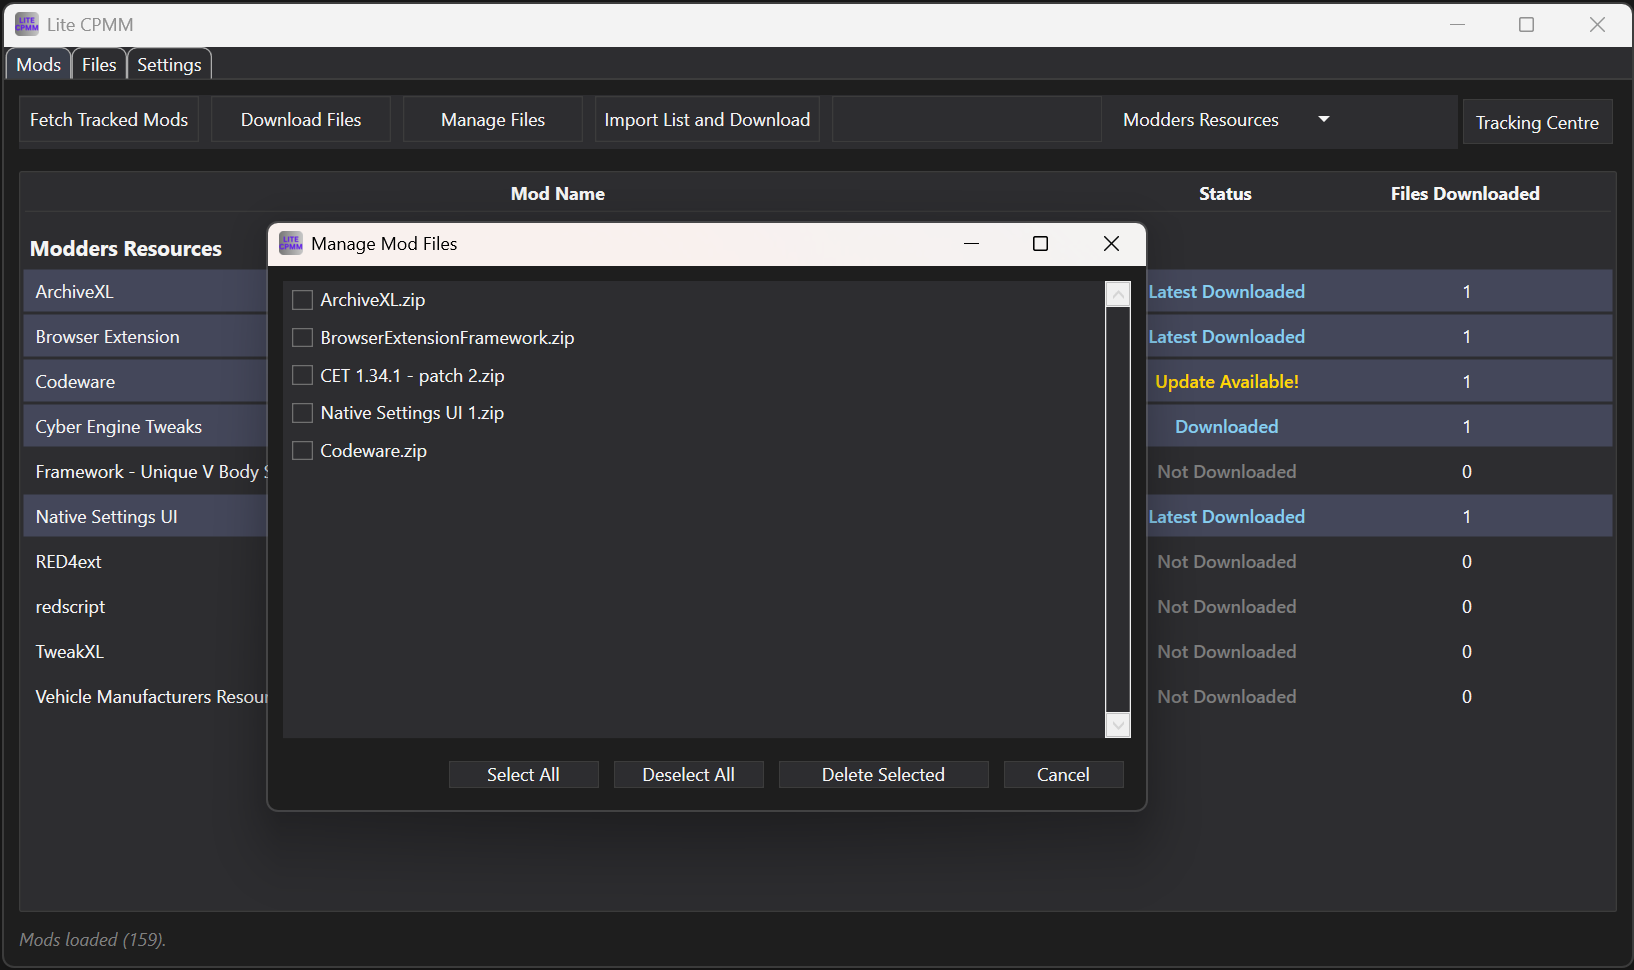 LITE CPMM Lite CPMM
Mods Files Settings
Fetch Tracked Mods Download Files Manage Files Import List and Download Modders Resources Tracking Centre
Mod Name Status Files Downloaded
Modders Resources
ArchiveXL Latest Downloaded 1
Browser Extension Latest Downloaded 1
Codeware Update Available! 1
Cyber Engine Tweaks Downloaded 1
Framework - Unique V Body Not Downloaded 0
Native Settings UI Latest Downloaded 1
RED4ext Not Downloaded 0
redscript Not Downloaded 0
TweakXL Not Downloaded 0
Vehicle Manufacturers Resour Not Downloaded 0
LITE CPMM Manage Mod Files
ArchiveXL.zip
BrowserExtensionFramework.zip
CET 1.34.1 - patch 2.zip
Native Settings UI 1.zip
Codeware.zip
Select All Deselect All Delete Selected Cancel
Mods loaded (159).